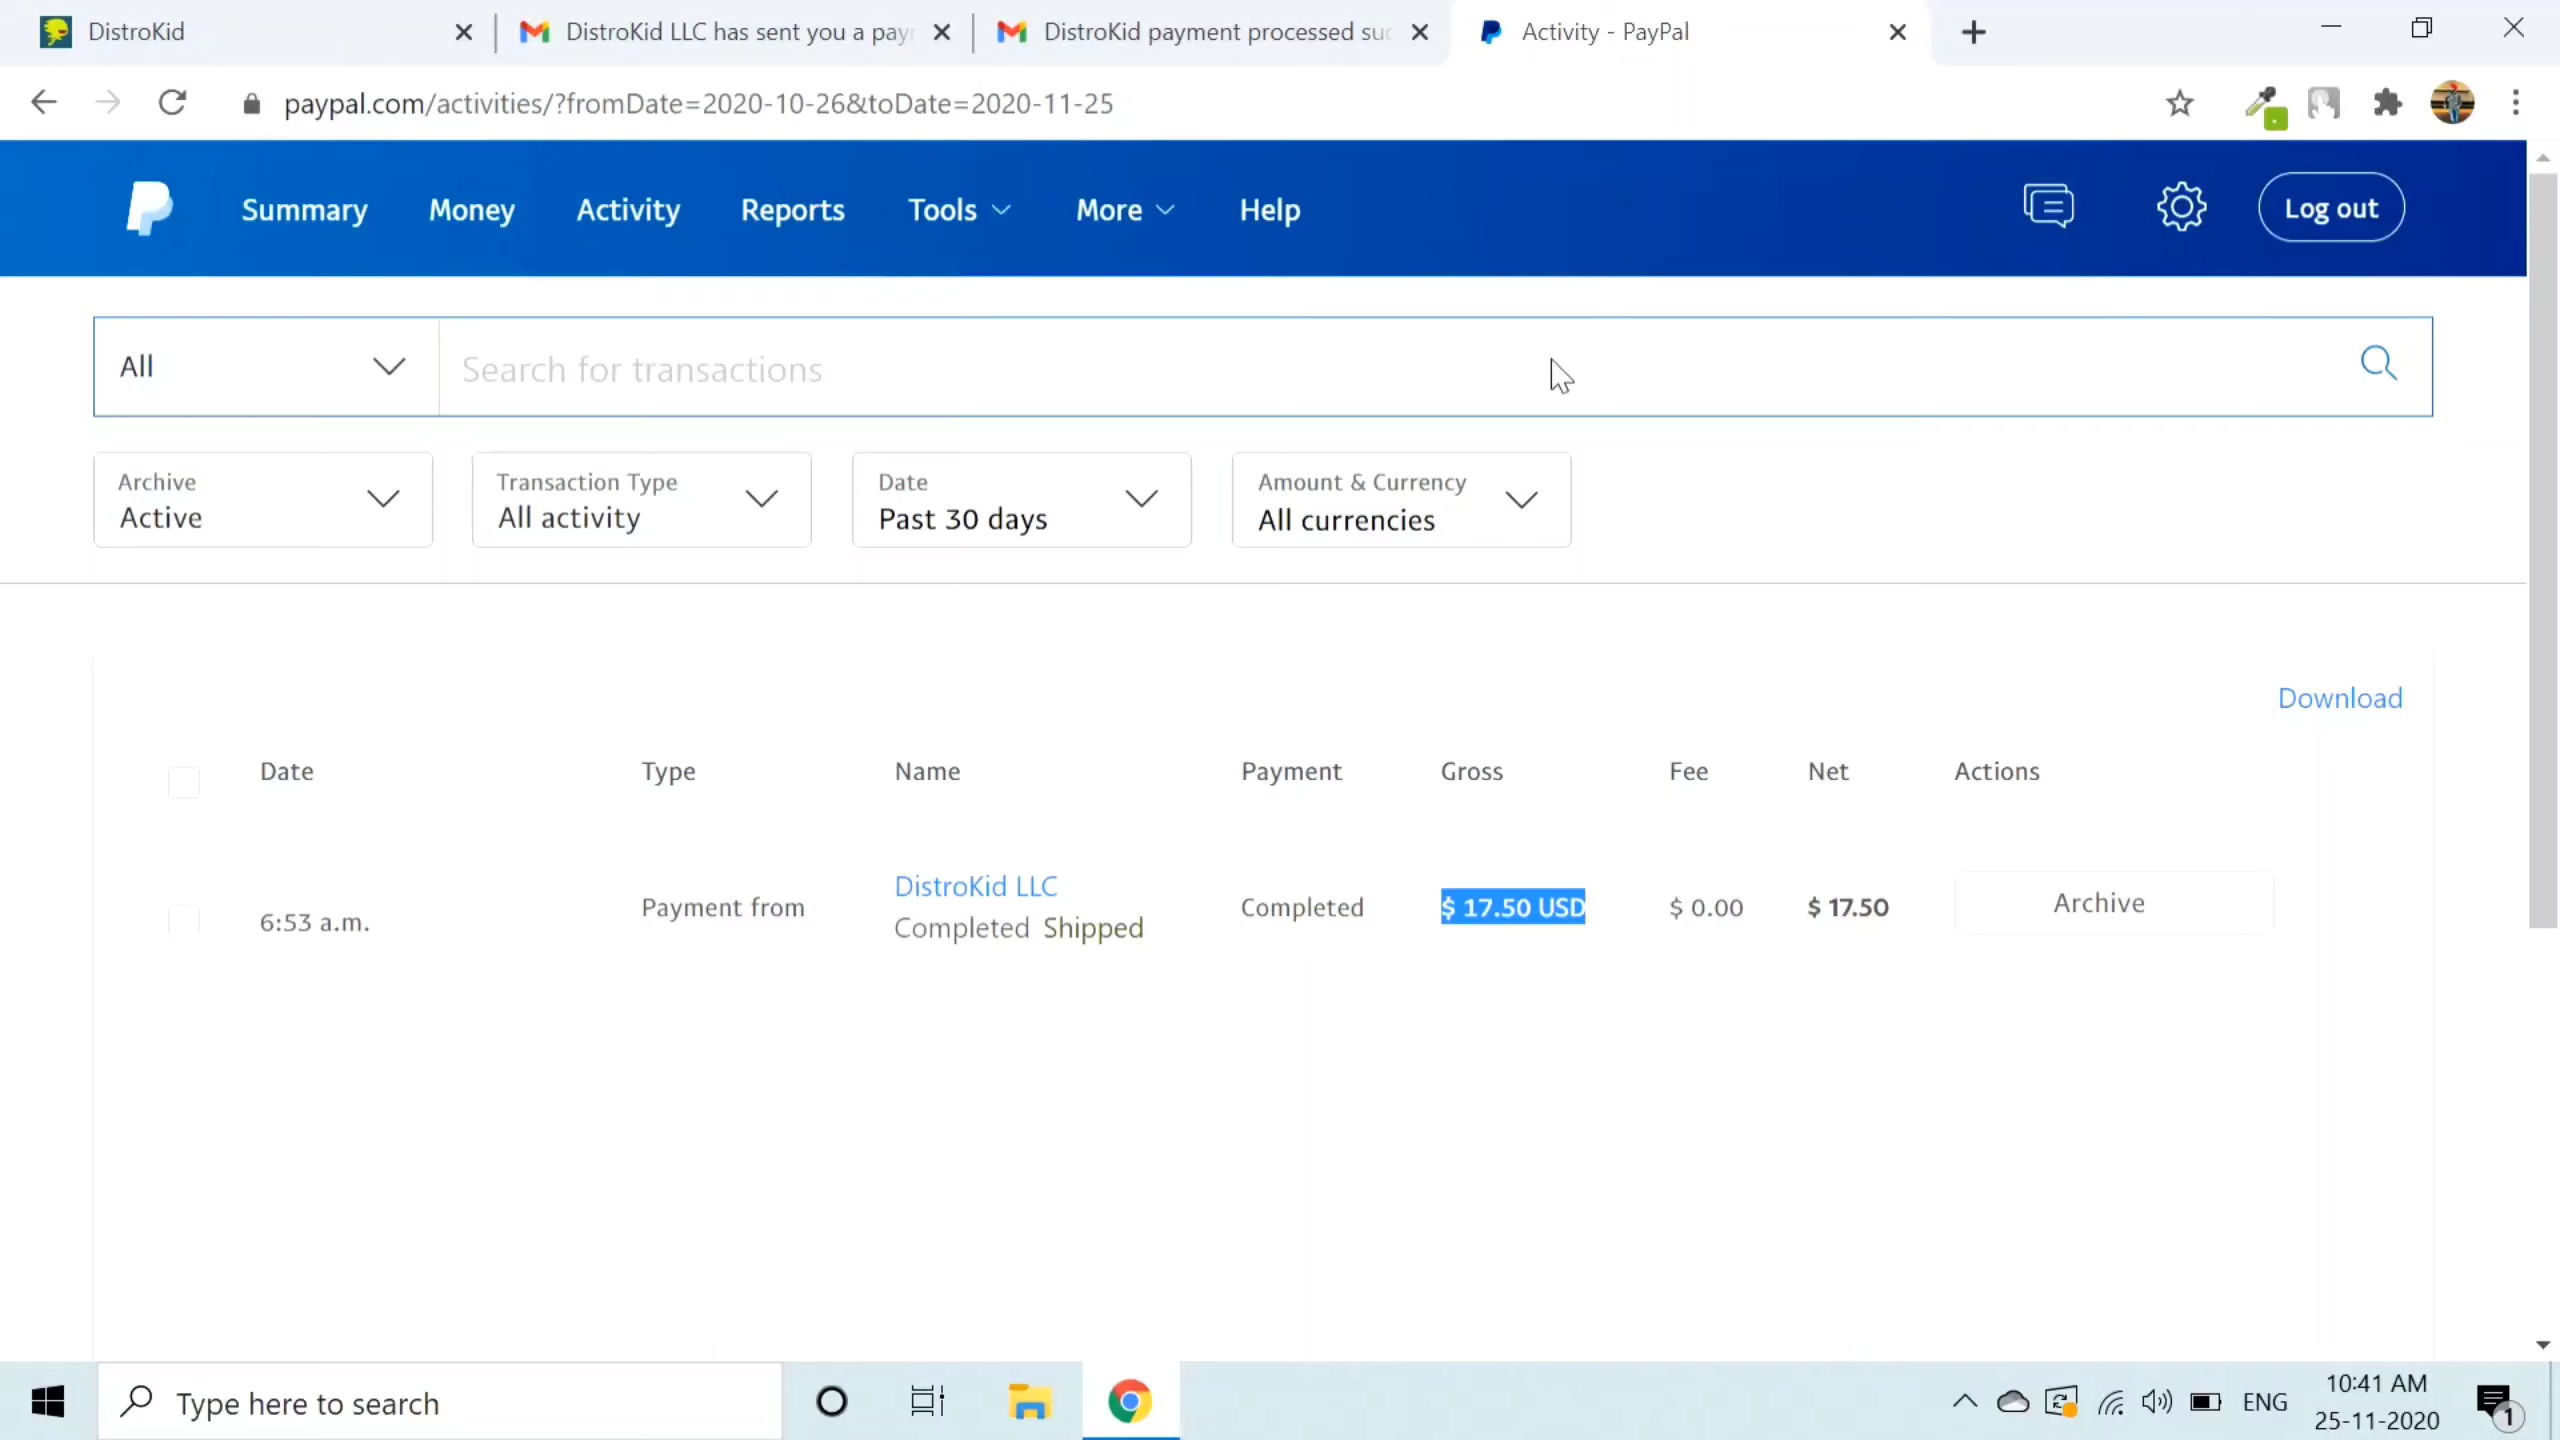 DistroKid
DistroKid LLC has sent you a pay
DistroKid payment processed suc
Activity - PayPal
paypal.com/activities/?fromDate=2020-10-26&toDate=2020-11-25
Summary
Money
Activity
Reports
Tools
More
Help
Log out
All
Search for transactions
Archive
Active
Transaction Type
All activity
Date
Past 30 days
Amount & Currency
All currencies
Download
Date Type Name Payment Gross Fee Net Actions
6:53 a.m.
Payment from
DistroKid LLC
Completed Shipped
Completed
$ 17.50 USD
$ 0.00
$ 17.50
Archive
Type here to search
ENG
10:41 AM
25-11-2020
1